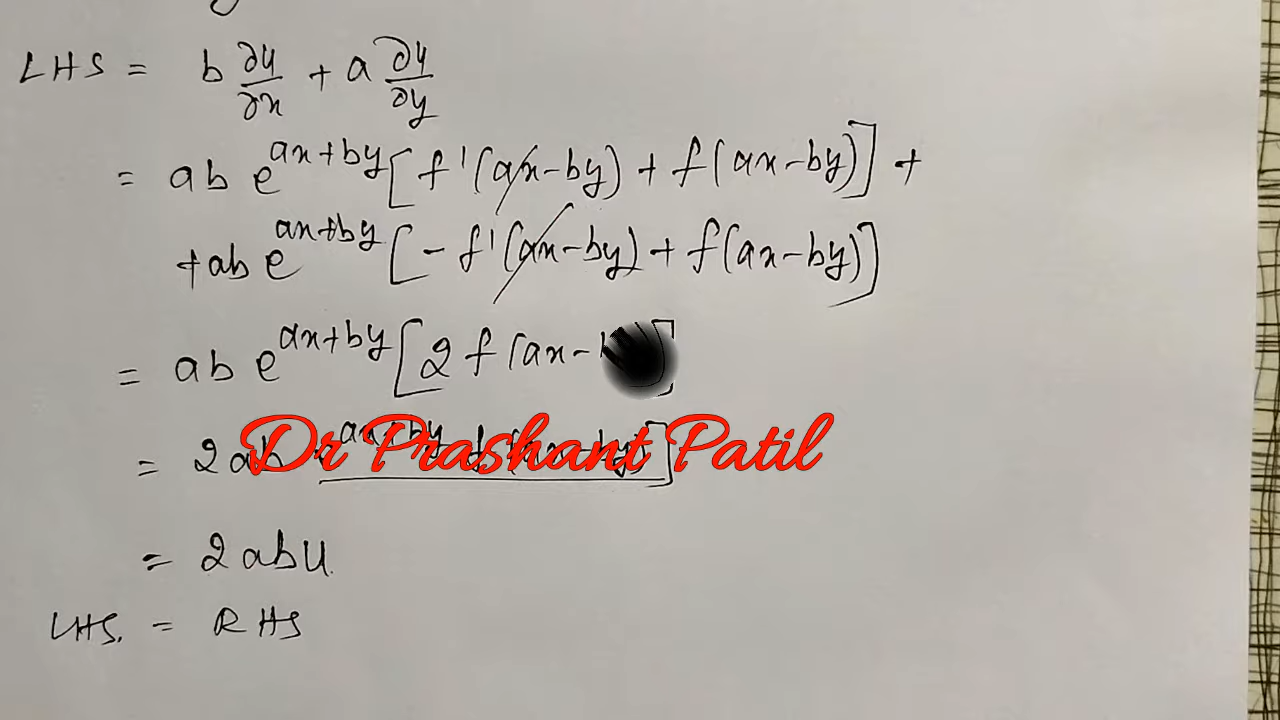 LHS = b ∂u/∂x + a ∂u/∂y
= ab e^{ax+by} [f'(ax-by) + f(ax-by)] +
+ab e^{ax+by} [-f'(ax-by) + f(ax-by)]
= ab e^{ax+by} [2 f(ax-
= 2ab
Dr Prashant Patil
= 2abu.
LHS. = RHS